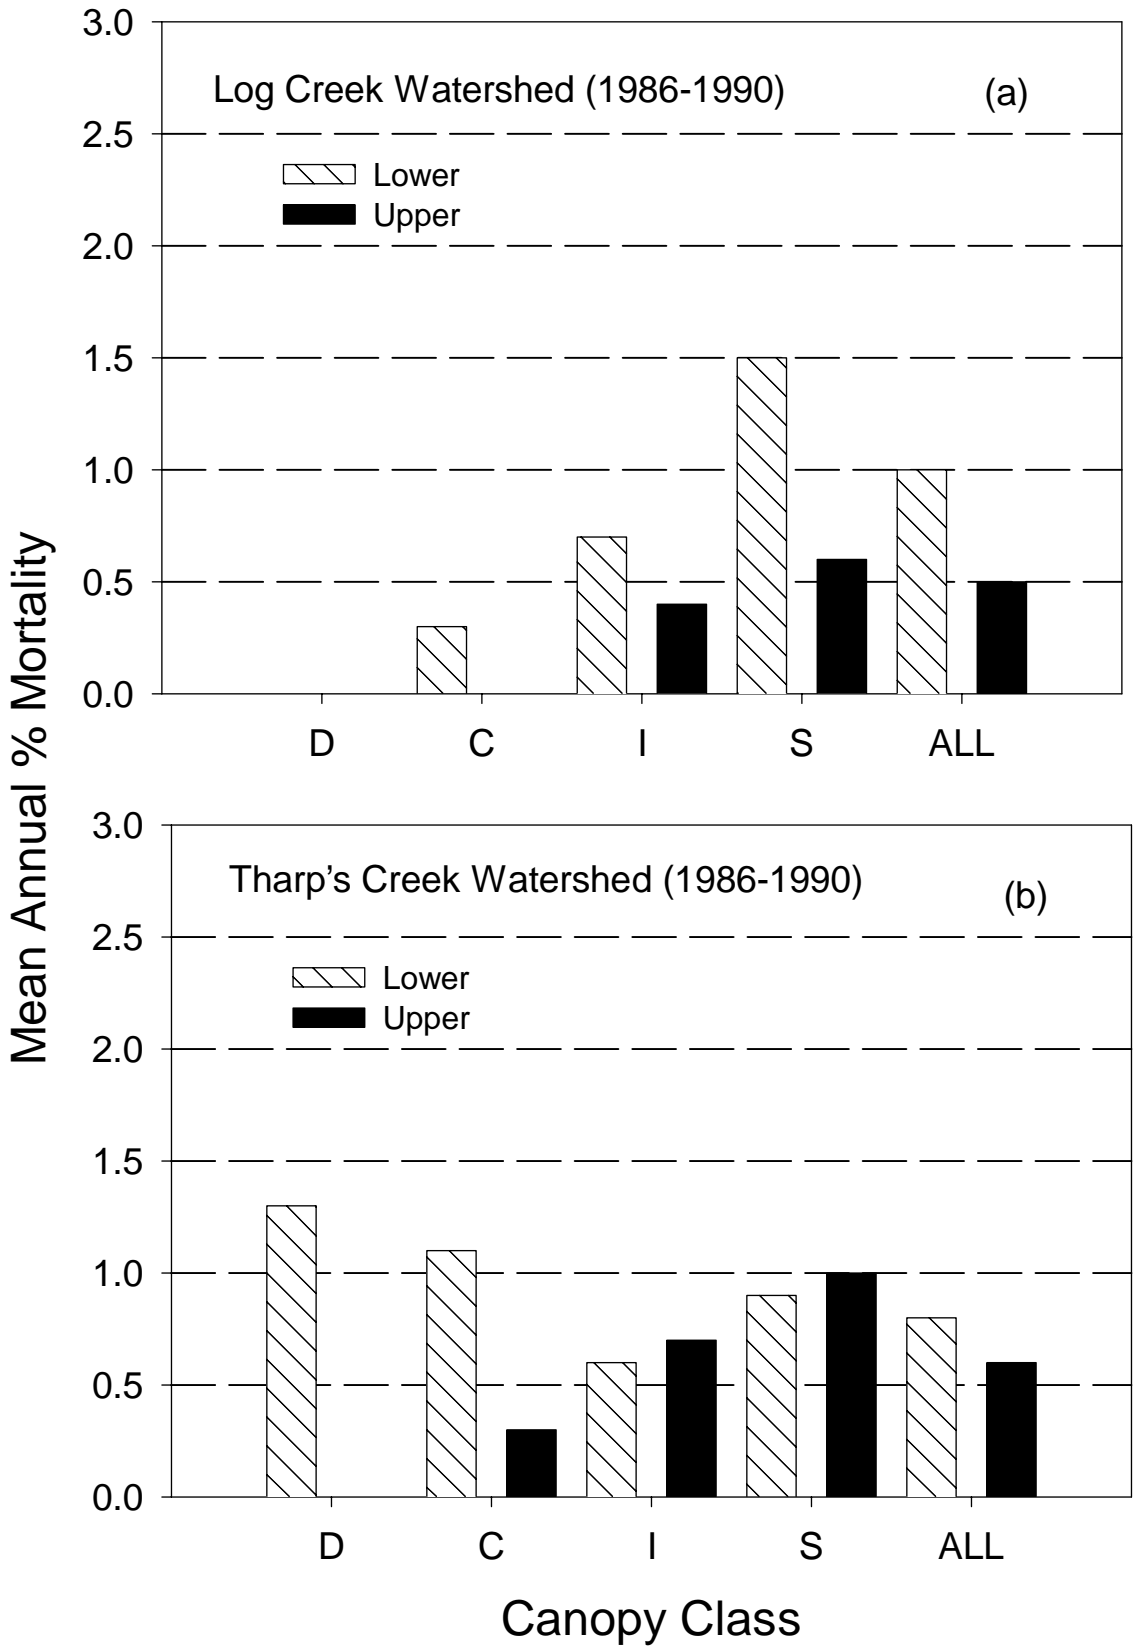 3.0
Log Creek Watershed (1986-1990) (a)
2.5
Lower
Upper
2.0
1.5
1.0
0.5
0.0
D C I S ALL
Mean Annual % Mortality
3.0
Tharp’s Creek Watershed (1986-1990) (b)
2.5
Lower
Upper
2.0
1.5
1.0
0.5
0.0
D C I S ALL
Canopy Class